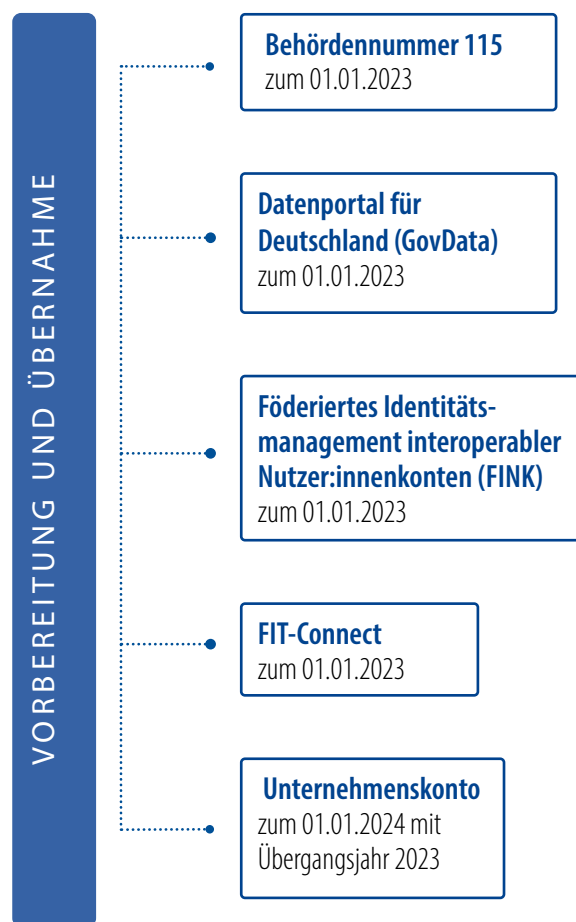 VORBEREITUNG UND ÜBERNAHME
Behördennummer 115
zum 01.01.2023
Datenportal für
Deutschland (GovData)
zum 01.01.2023
Föderiertes Identitäts-
management interoperabler
Nutzer:innenkonten (FINK)
zum 01.01.2023
FIT-Connect
zum 01.01.2023
Unternehmenskonto
zum 01.01.2024 mit
Übergangsjahr 2023